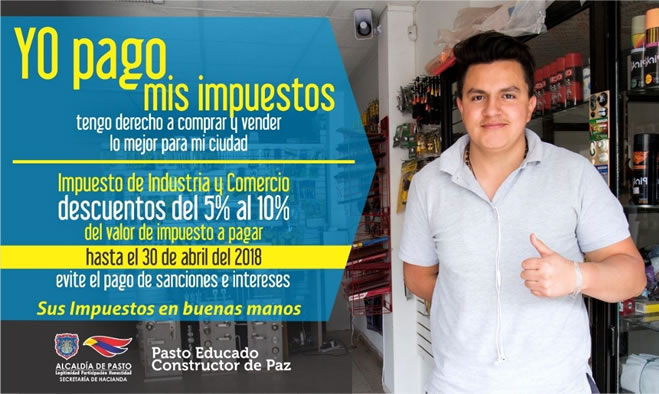 YO pago
mis impuestos
tengo derecho a comprar y vender
lo mejor para mi ciudad
Impuesto de Industria y Comercio
descuentos del 5% al 10%
del valor de impuesto a pagar
hasta el 30 de abril del 2018
evite el pago de sanciones e intereses
Sus Impuestos en buenas manos
ALCALDÍA DE PASTO
Legitimidad Participación Honestidad
SECRETARÍA DE HACIENDA
Pasto Educado
Constructor de Paz